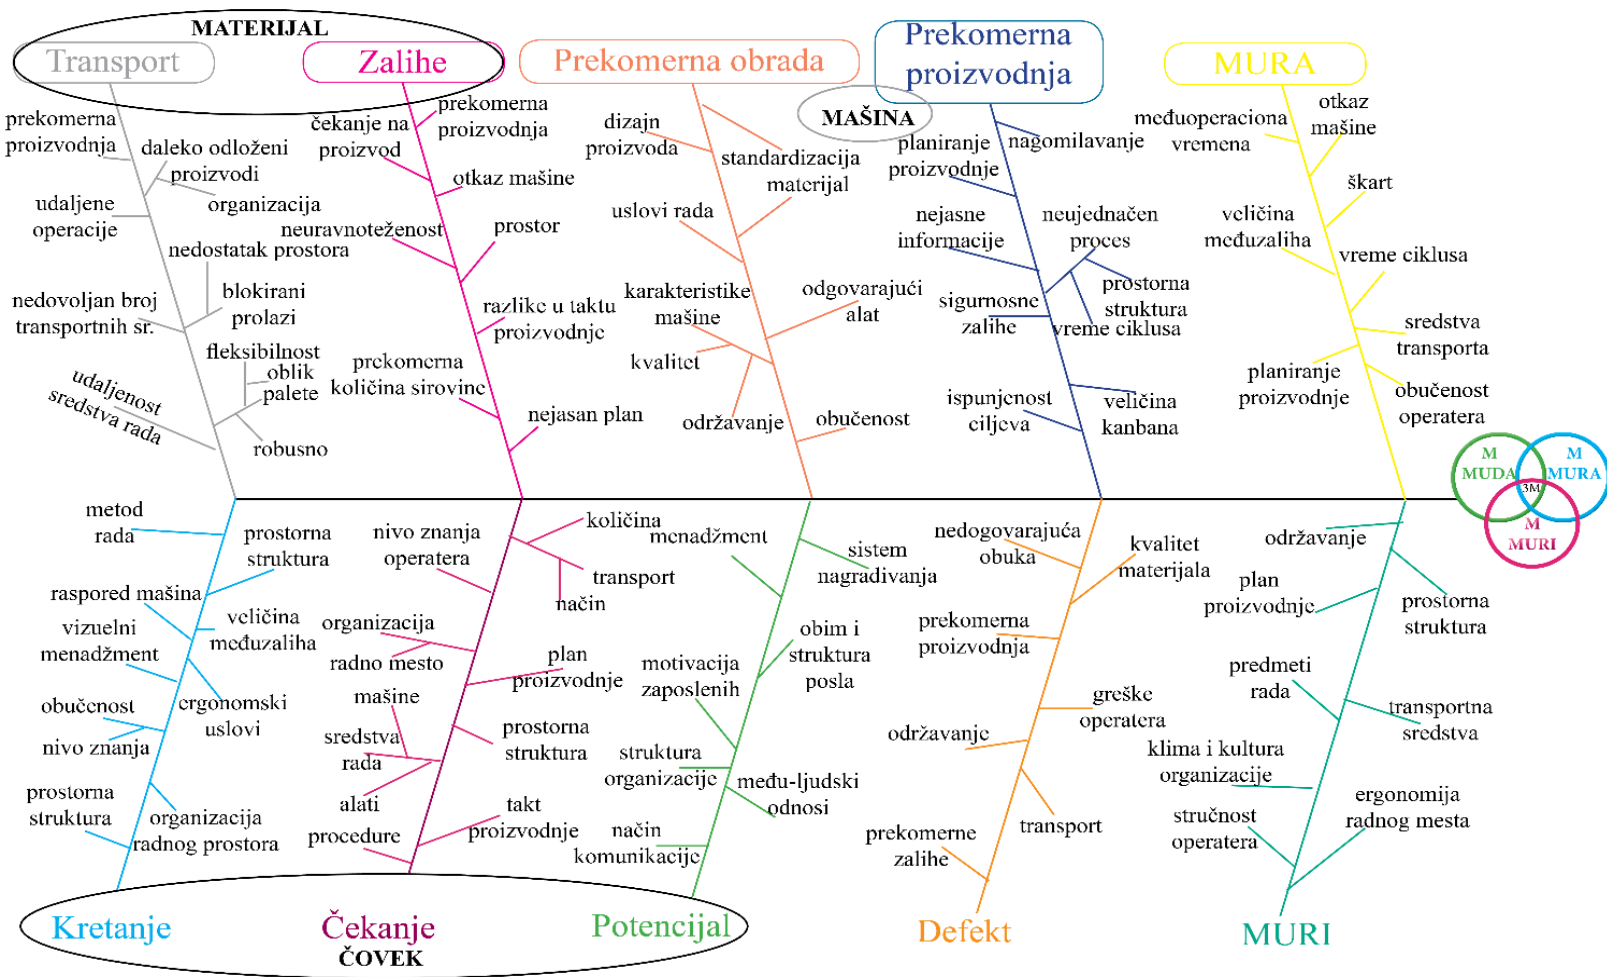 MATERIJAL
Transport
Zalihe
Prekomerna obrada
Prekomerna
proizvodnja
MURA
MAŠINA
prekomerna
proizvodnja
daleko odloženi
proizvodi
organizacija
udaljene
operacije
nedostatak prostora
nedovoljan broj
transportnih sr.
blokirani
prolazi
fleksibilnost
oblik
palete
udaljenost
sredstva rada
robusno
čekanje na
proizvod
prekomerna
proizvodnja
otkaz mašine
neuravnoteženost
prostor
razlike u taktu
proizvodnje
prekomerna
količina sirovine
nejasan plan
dizajn
proizvoda
standardizacija
materijal
uslovi rada
karakteristike
mašine
odgovarajući
alat
kvalitet
održavanje
obučenost
planiranje
proizvodnje
nagomilavanje
nejasne
informacije
neujednačen
proces
prostorna
struktura
sigurnosne
zalihe
vreme ciklusa
ispunjenost
ciljeva
veličina
kanbana
međuoperaciona
vremena
otkaz
mašine
škart
veličina
međuzaliha
vreme ciklusa
sredstva
transporta
planiranje
proizvodnje
obučenost
operatera
M
MUDA
M
MURA
3M
M
MURI
metod
rada
prostorna
struktura
raspored mašina
vizuelni
menadžment
veličina
međuzaliha
obučenost
nivo znanja
ergonomski
uslovi
prostorna
struktura
organizacija
radnog prostora
nivo znanja
operatera
količina
transport
način
organizacija
radno mesto
plan
proizvodnje
mašine
sredstva
rada
prostorna
struktura
alati
takt
proizvodnje
procedure
menadžment
sistem
nagrađivanja
obim i
struktura
posla
motivacija
zaposlenih
struktura
organizacije
među-ljudski
odnosi
način
komunikacije
nedogovarajuća
obuka
kvalitet
materijala
prekomerna
proizvodnja
greške
operatera
održavanje
transport
prekomerne
zalihe
održavanje
plan
proizvodnje
prostorna
struktura
predmeti
rada
transportna
sredstva
klima i kultura
organizacije
stručnost
operatera
ergonomija
radnog mesta
Kretanje
Čekanje
Potencijal
Defekt
MURI
ČOVEK